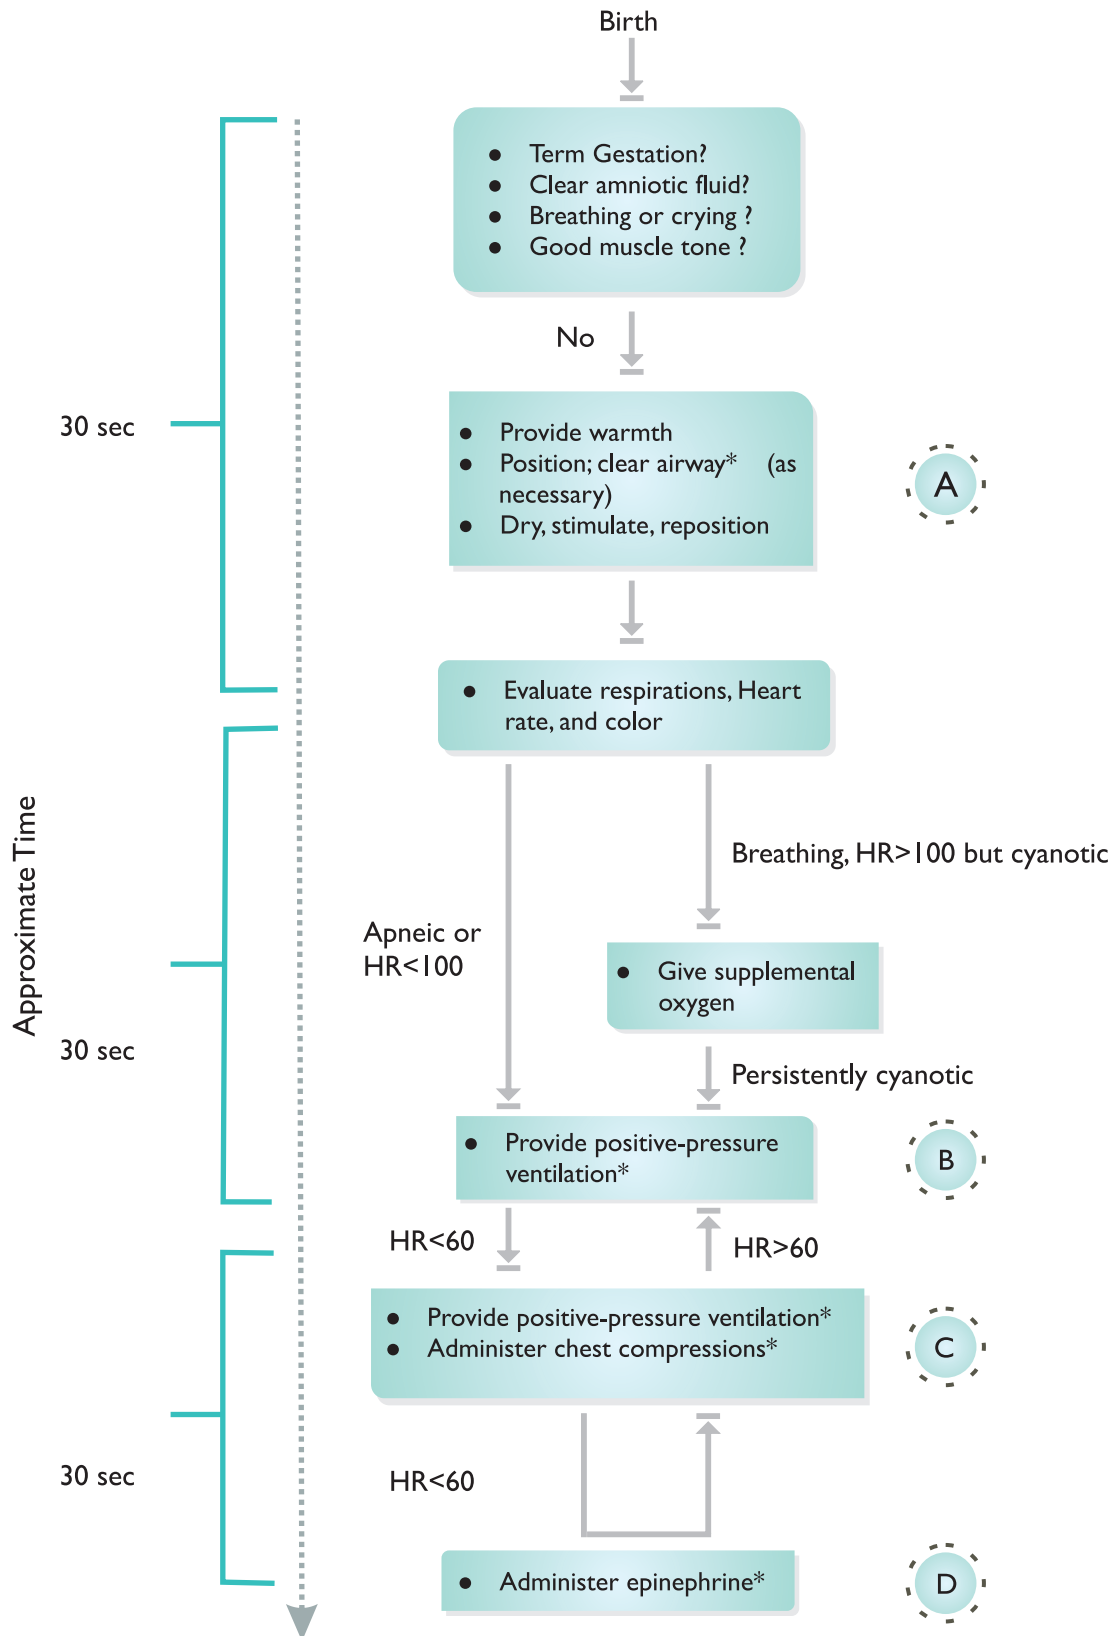 Birth
● Term Gestation?
● Clear amniotic fluid?
● Breathing or crying ?
● Good muscle tone ?
No
30 sec
● Provide warmth
● Position; clear airway* (as
necessary)
● Dry, stimulate, reposition
A
● Evaluate respirations, Heart
rate, and color
Approximate Time
Breathing, HR>100 but cyanotic
Apneic or
HR<100
● Give supplemental
oxygen
30 sec
Persistently cyanotic
● Provide positive-pressure
ventilation*
B
HR<60
HR>60
● Provide positive-pressure ventilation*
● Administer chest compressions*
C
30 sec
HR<60
● Administer epinephrine*
D